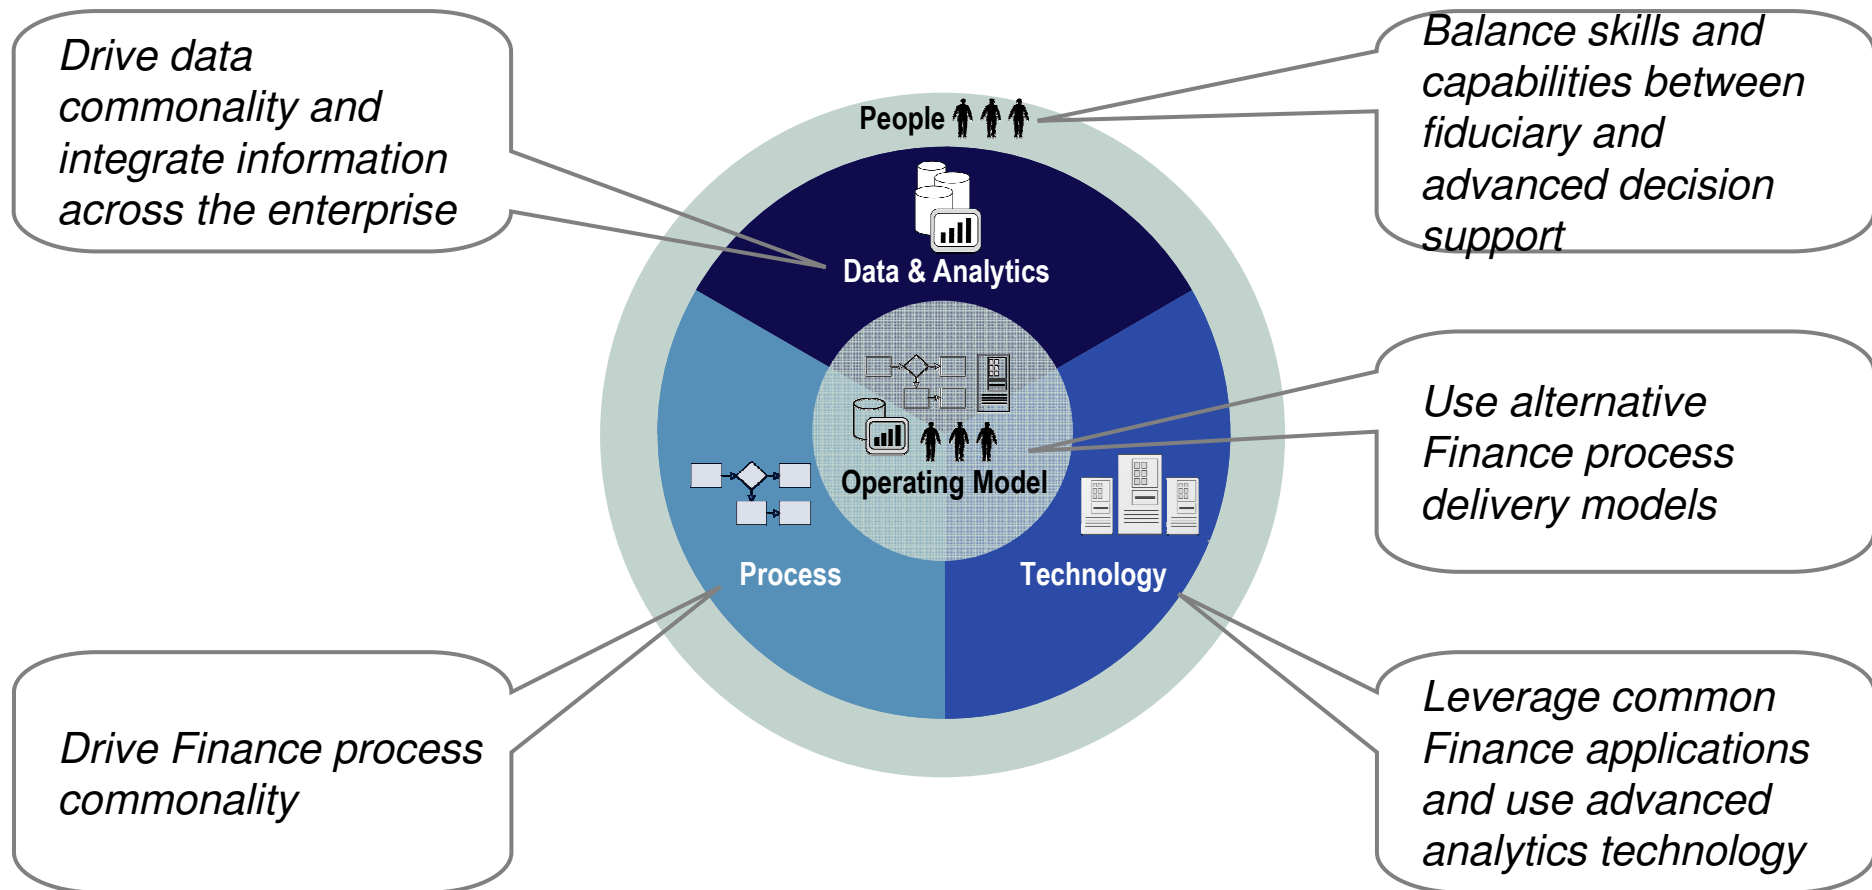 Drive data
commonality and
integrate information
across the enterprise
Balance skills and
capabilities between
fiduciary and
advanced decision
support
People
Data & Analytics
Operating Model
Process
Technology
Use alternative
Finance process
delivery models
Drive Finance process
commonality
Leverage common
Finance applications
and use advanced
analytics technology